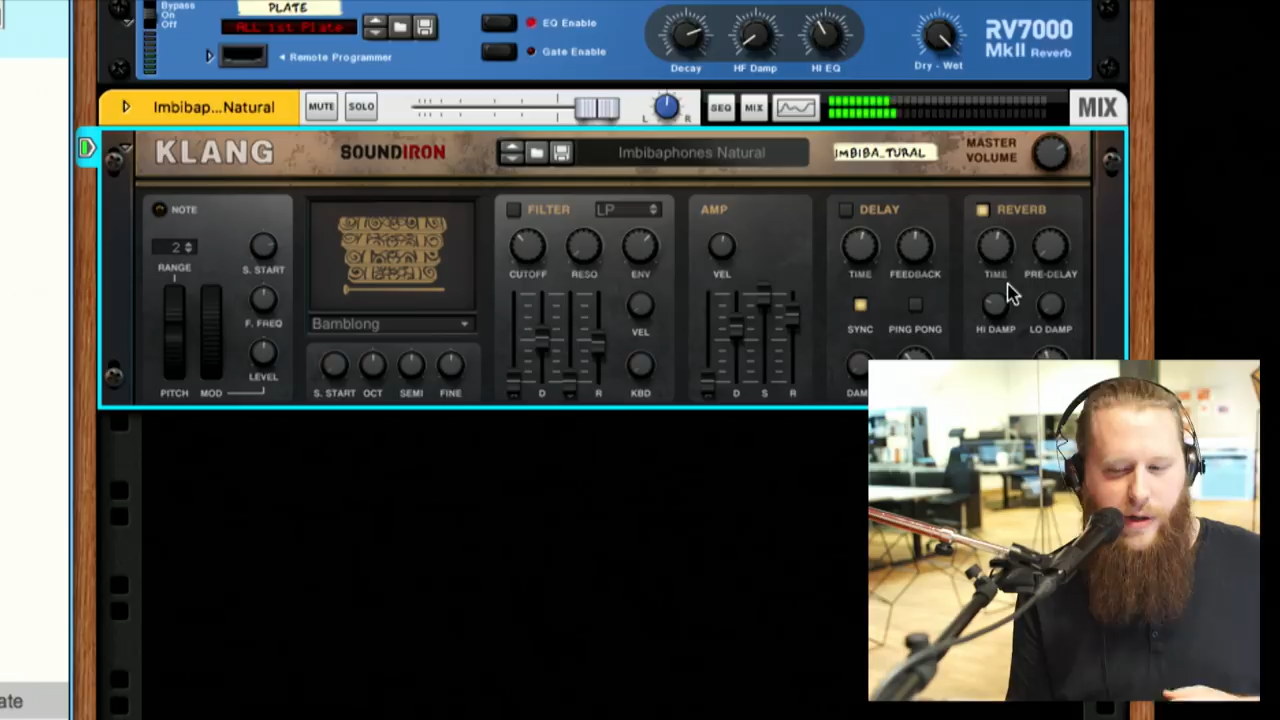 PLATE
Bypass
On
Off
ALL 1st Plate
EQ Enable
Remote Programmer
Gate Enable
Decay
HF Damp
HI EQ
Dry - Wet
RV7000
MkII Reverb
Imbibap...Natural
MUTE
SOLO
L
R
SEQ
MIX
MIX
KLANG
SOUNDIRON
Imbibaphones Natural
IMBIBA_TURAL
MASTER
VOLUME
NOTE
2
RANGE
S. START
F. FREQ
LEVEL
PITCH
MOD
Bamblong
S. START
OCT
SEMI
FINE
FILTER
LP
CUTOFF
RESO
ENV
VEL
D
R
KBD
AMP
VEL
D
S
R
DELAY
TIME
FEEDBACK
SYNC
PING PONG
DAM
REVERB
TIME
PRE-DELAY
HI DAMP
LO DAMP
ate